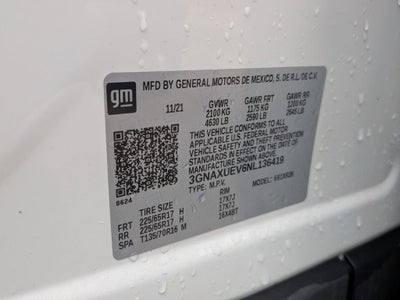 gm
MFD BY GENERAL MOTORS DE MEXICO, S. DE R.L. DE C.V.
11/21 GVWR GAWR FRT GAWR RR
2100 KG 1175 KG 1200 KG
4630 LB 2590 LB 2645 LB
THIS VEHICLE CONFORMS TO ALL
APPLICABLE U.S. FEDERAL MOTOR
VEHICLE SAFETY AND THEFT PREVENTION
STANDARDS IN EFFECT ON THE DATE OF
MANUFACTURE SHOWN ABOVE.
3GNAXUEV6NL136419
TYPE: M.P.V. MODEL:
8624
TIRE SIZE RIM
FRT 225/65R17 H 17X7J
RR 225/65R17 H 17X7J
SPA T135/70R16 M 16X4BT